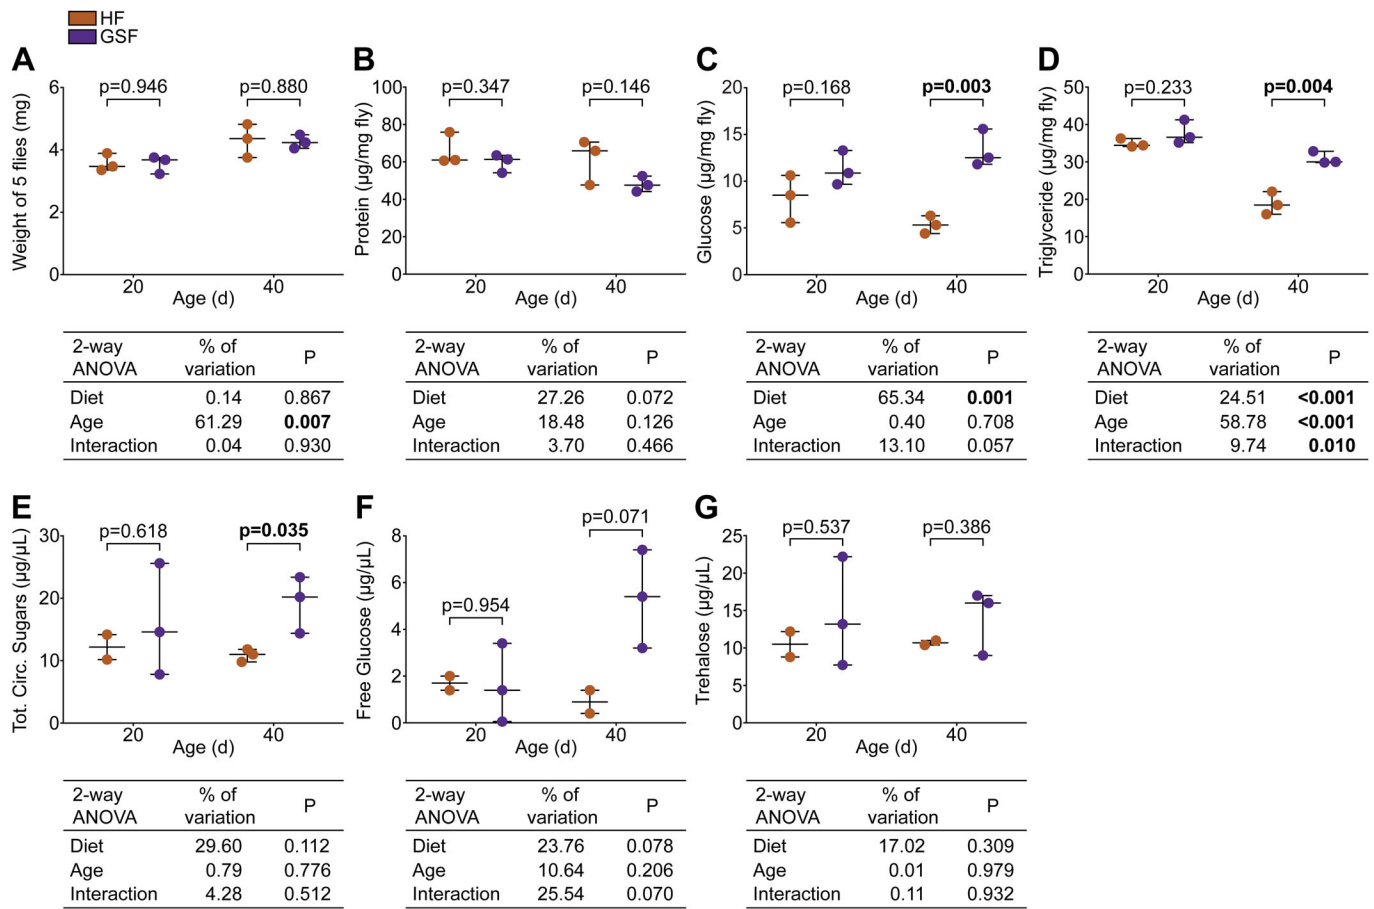 HF
GSF
A
Weight of 5 flies (mg)
6
4
2
0
p=0.946
p=0.880
20
40
Age (d)
B
Protein (µg/mg fly)
100
80
60
40
20
0
p=0.347
p=0.146
20
40
Age (d)
C
Glucose (µg/mg fly)
20
15
10
5
0
p=0.168
p=0.003
20
40
Age (d)
D
Triglyceride (µg/mg fly)
50
40
30
20
10
0
p=0.233
p=0.004
20
40
Age (d)
2-way ANOVA % of variation P
Diet 0.14 0.867
Age 61.29 0.007
Interaction 0.04 0.930
2-way ANOVA % of variation P
Diet 27.26 0.072
Age 18.48 0.126
Interaction 3.70 0.466
2-way ANOVA % of variation P
Diet 65.34 0.001
Age 0.40 0.708
Interaction 13.10 0.057
2-way ANOVA % of variation P
Diet 24.51 <0.001
Age 58.78 <0.001
Interaction 9.74 0.010
E
Tot. Circ. Sugars (µg/µL)
30
20
10
0
p=0.618
p=0.035
20
40
Age (d)
F
Free Glucose (µg/µL)
8
6
4
2
0
p=0.954
p=0.071
20
40
Age (d)
G
Trehalose (µg/µL)
25
20
15
10
5
0
p=0.537
p=0.386
20
40
Age (d)
2-way ANOVA % of variation P
Diet 29.60 0.112
Age 0.79 0.776
Interaction 4.28 0.512
2-way ANOVA % of variation P
Diet 23.76 0.078
Age 10.64 0.206
Interaction 25.54 0.070
2-way ANOVA % of variation P
Diet 17.02 0.309
Age 0.01 0.979
Interaction 0.11 0.932